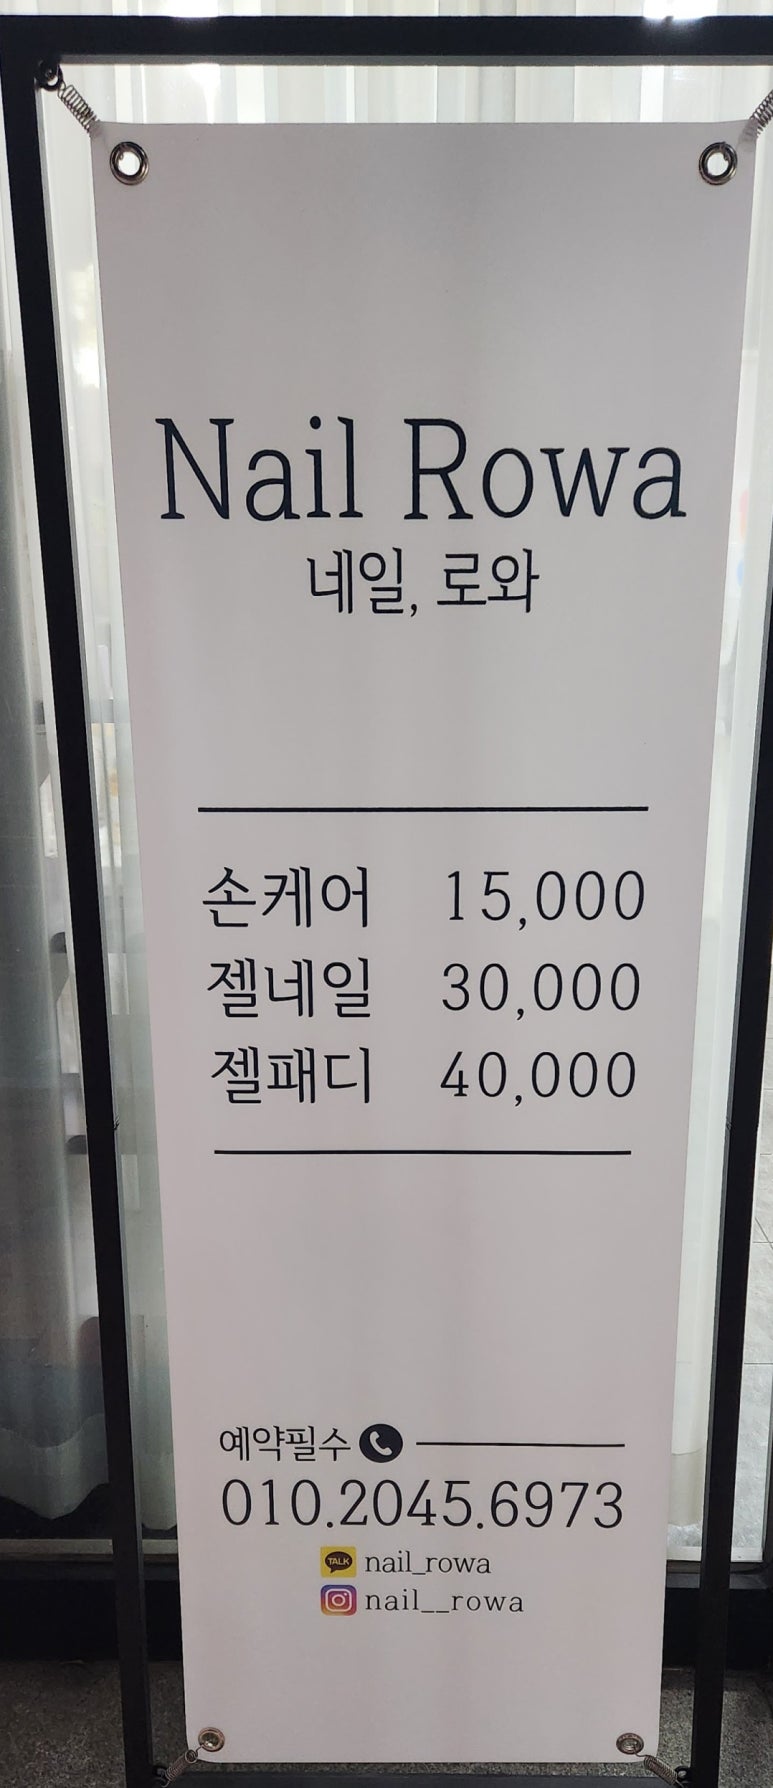 Nail Rowa
네일, 로와
손케어 15,000
젤네일 30,000
젤패디 40,000
예약필수
010.2045.6973
TALK nail_rowa
nail__rowa